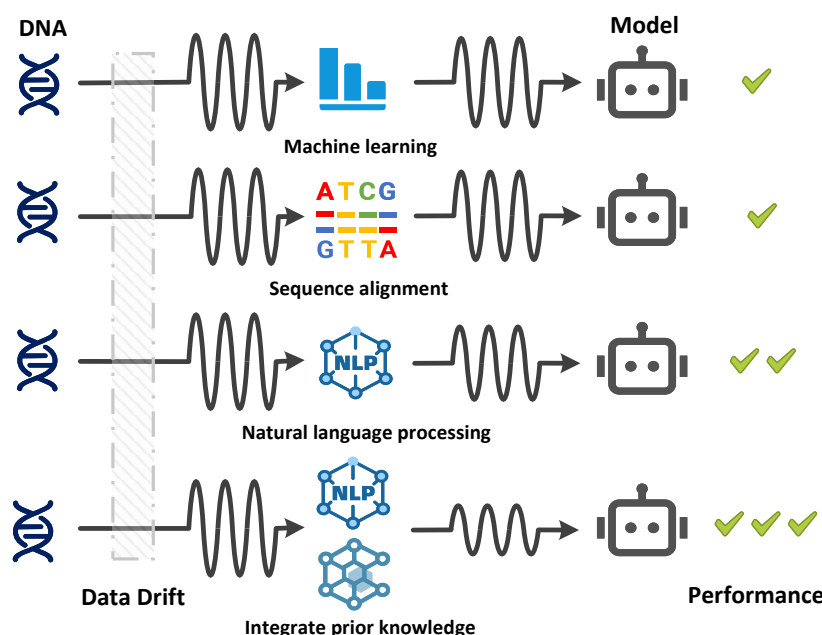 DNA
Model
Machine learning
ATCG
GTTA
Sequence alignment
NLP
Natural language processing
NLP
Data Drift
Performance
Integrate prior knowledge